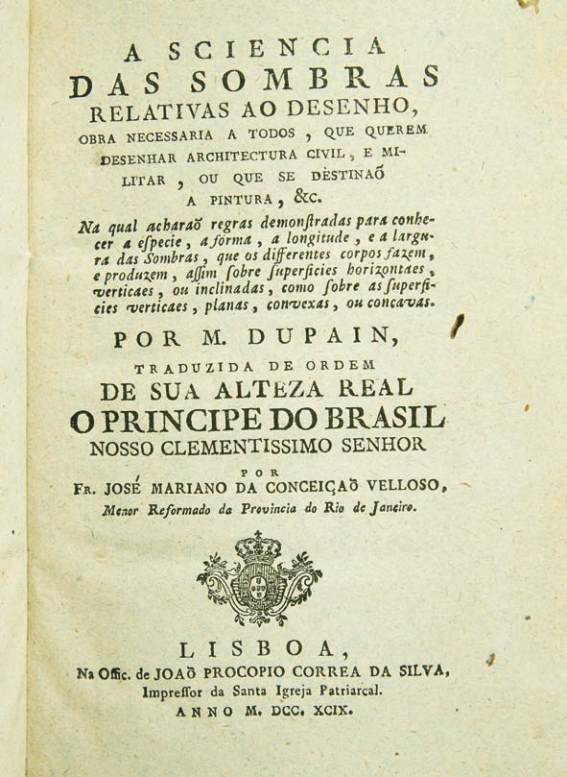 A SCIENCIA
DAS SOMBRAS
RELATIVAS AO DESENHO,
OBRA NECESSARIA A TODOS, QUE QUEREM
DESENHAR ARCHITECTURA CIVIL, E MI-
LITAR, OU QUE SE DESTINAÕ
A PINTURA, &c.
Na qual acharaõ regras demonſtradas para conhe-
cer a eſpecie, a fórma, a longitude, e a largu-
ra das Sombras, que os differentes corpos fazem,
e produzem, aſſim ſobre ſuperficies horizontaes,
verticaes, ou inclinadas, como ſobre as ſuperfi-
cies verticaes, planas, convexas, ou concavas.
POR M. DUPAIN,
TRADUZIDA DE ORDEM
DE SUA ALTEZA REAL
O PRINCIPE DO BRASIL
NOSSO CLEMENTISSIMO SENHOR
POR
FR. JOSÉ MARIANO DA CONCEIÇAÕ VELLOSO,
Menor Reformado da Provincia do Rio de Janeiro.
LISBOA,
Na Offic. de JOAÕ PROCOPIO CORREA DA SILVA,
Impreſſor da Santa Igreja Patriarcal.
ANNO M. DCC. XCIX.